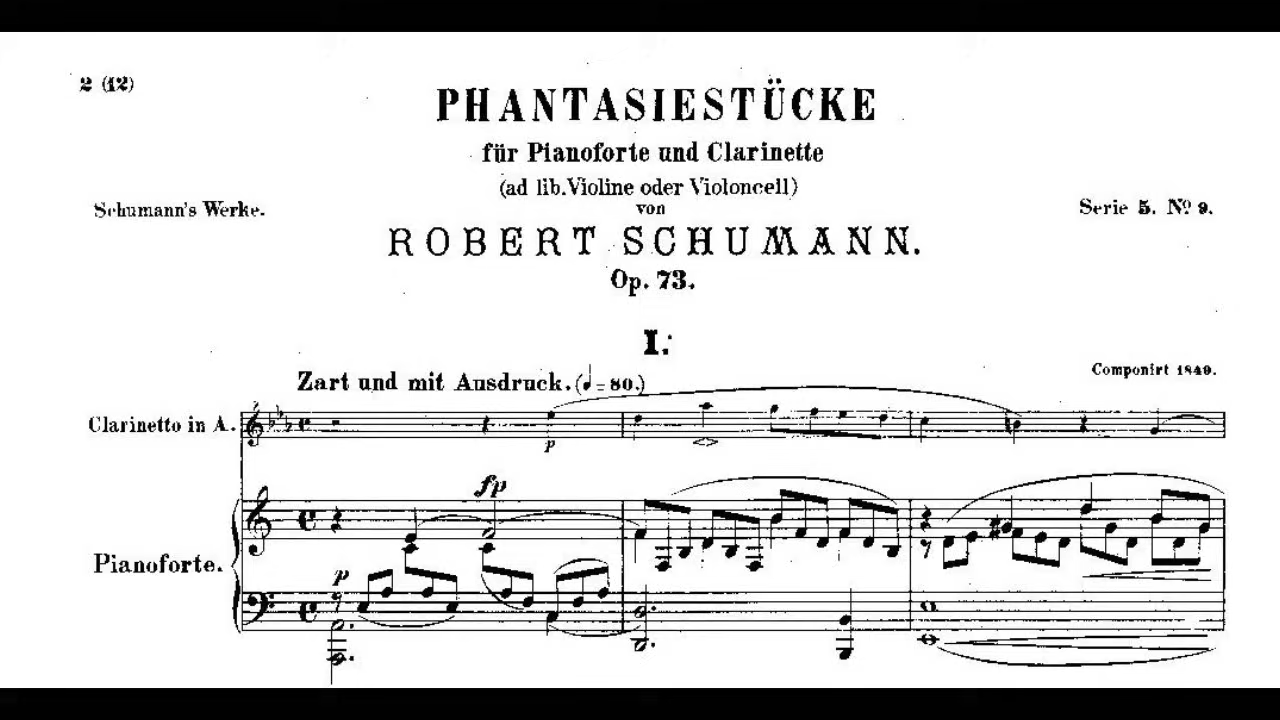 2 (12)
PHANTASIESTÜCKE
für Pianoforte und Clarinette
(ad lib. Violine oder Violoncell)
Schumann's Werke.
von
Serie 5. No 9.
ROBERT SCHUMANN.
Op. 73.
I.
Componirt 1849.
Zart und mit Ausdruck. (♩=80.)
Clarinetto in A.
p
fp
Pianoforte.
p